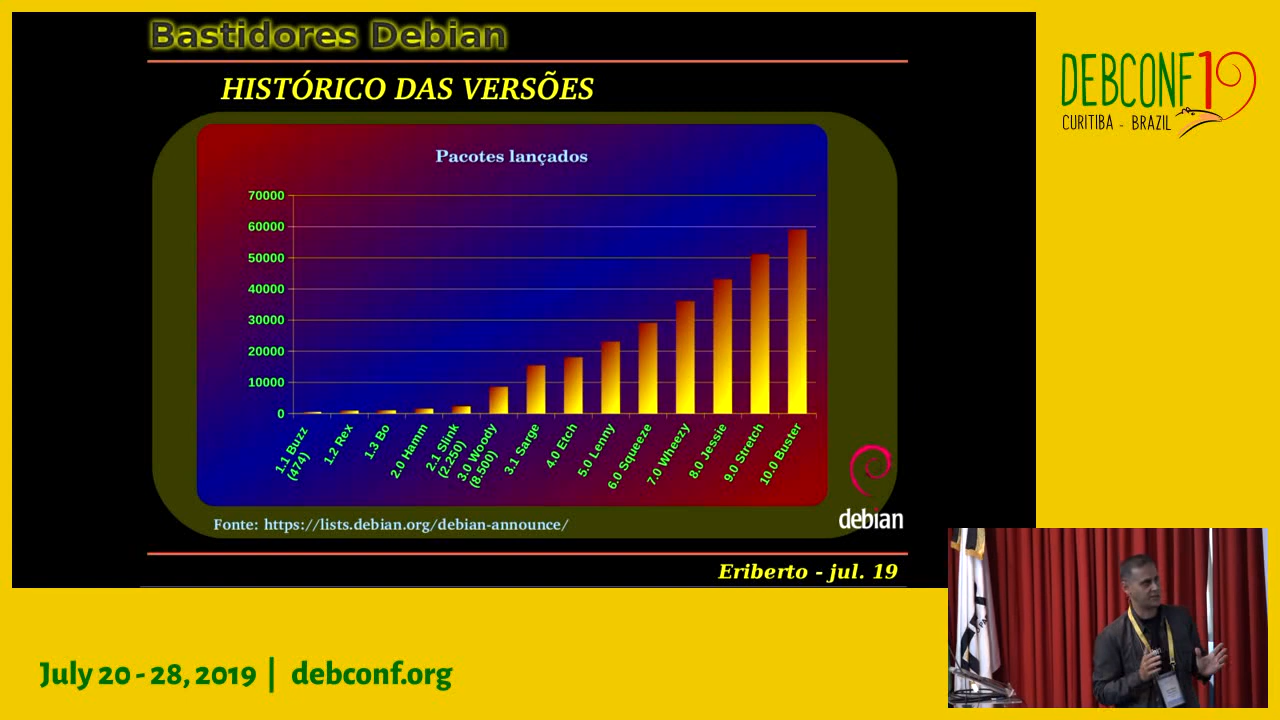 Bastidores Debian
HISTÓRICO DAS VERSÕES
Pacotes lançados
70000
60000
50000
40000
30000
20000
10000
0
1.1 Buzz
(474)
1.2 Rex
1.3 Bo
2.0 Hamm
2.1 Slink
(2.250)
3.0 Woody
(8.500)
3.1 Sarge
4.0 Etch
5.0 Lenny
6.0 Squeeze
7.0 Wheezy
8.0 Jessie
9.0 Stretch
10.0 Buster
Fonte: https://lists.debian.org/debian-announce/
debian
Eriberto - jul. 19
DEBCONF19
CURITIBA - BRAZIL
July 20 - 28, 2019 | debconf.org